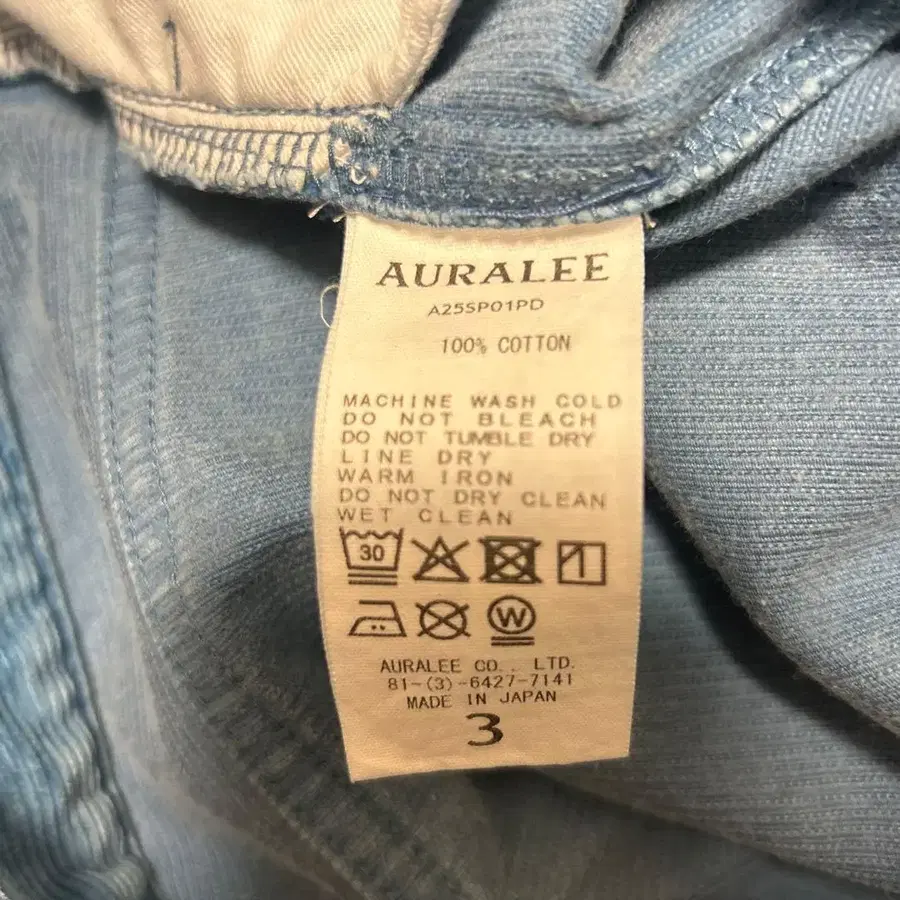 AURALEE
A25SP01PD
100% COTTON
MACHINE WASH COLD
DO NOT BLEACH
DO NOT TUMBLE DRY
LINE DRY
WARM IRON
DO NOT DRY CLEAN
WET CLEAN
30
W
AURALEE CO., LTD.
81-(3)-6427-7141
MADE IN JAPAN
3